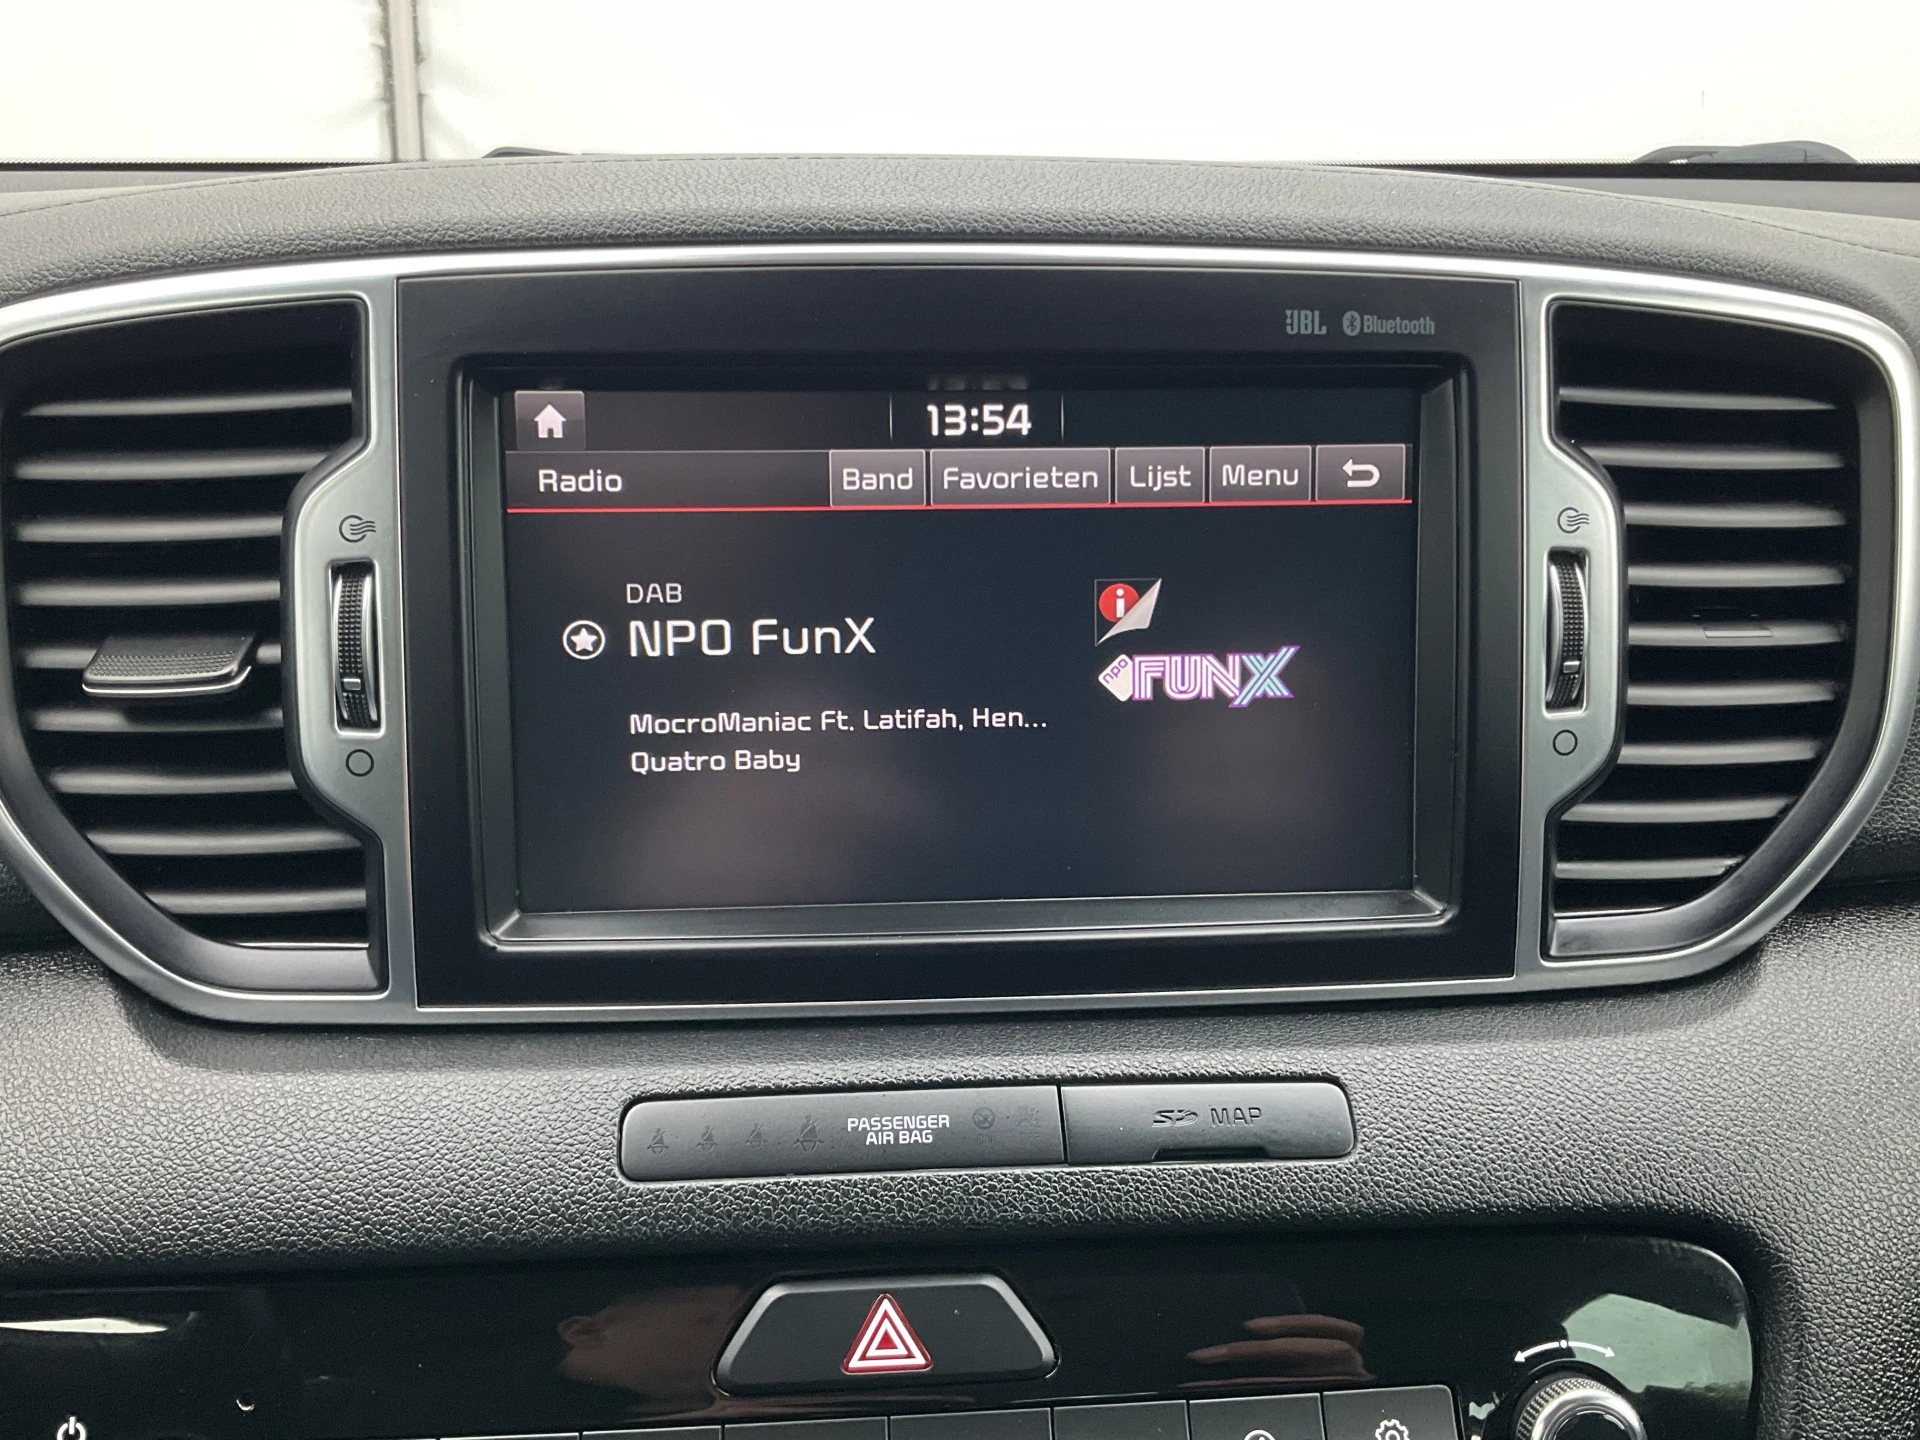 JBL Bluetooth
13:54
Radio Band Favorieten Lijst Menu
DAB
NPO FunX
i
npo FUNX
MocroManiac Ft. Latifah, Hen...
Quatro Baby
PASSENGER
AIR BAG
SD MAP